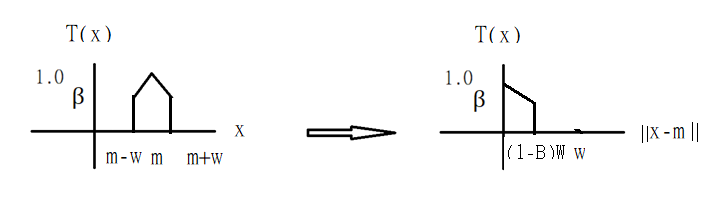 T(x)
1.0
β
x
m-w m m+w
T(x)
1.0
β
||x-m||
(1-B)W w